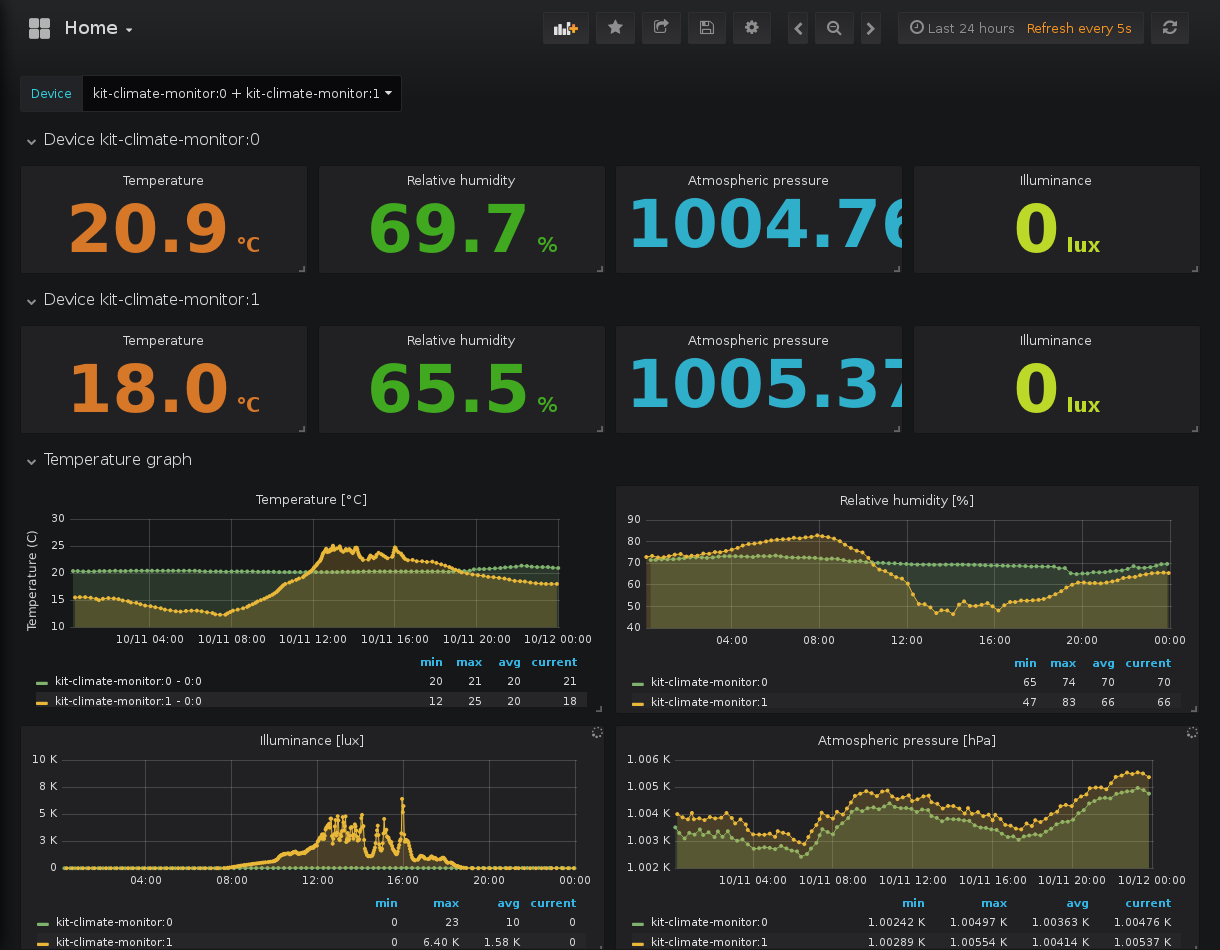 Home
Last 24 hours Refresh every 5s
Device kit-climate-monitor:0 + kit-climate-monitor:1
Device kit-climate-monitor:0
Temperature Relative humidity Atmospheric pressure Illuminance
20.9 °C 69.7 % 1004.76 0 lux
Device kit-climate-monitor:1
Temperature Relative humidity Atmospheric pressure Illuminance
18.0 °C 65.5 % 1005.37 0 lux
Temperature graph
Temperature [°C]
Temperature (C)
30
25
20
15
10
10/11 04:00 10/11 08:00 10/11 12:00 10/11 16:00 10/11 20:00 10/12 00:00
min max avg current
kit-climate-monitor:0 - 0:0 20 21 20 21
kit-climate-monitor:1 - 0:0 12 25 20 18
Relative humidity [%]
90
80
70
60
50
40
04:00 08:00 12:00 16:00 20:00 00:00
min max avg current
kit-climate-monitor:0 65 74 70 70
kit-climate-monitor:1 47 83 66 66
Illuminance [lux]
10 K
8 K
5 K
3 K
0
04:00 08:00 12:00 16:00 20:00 00:00
min max avg current
kit-climate-monitor:0 0 23 10 0
kit-climate-monitor:1 0 6.40 K 1.58 K 0
Atmospheric pressure [hPa]
1.006 K
1.005 K
1.004 K
1.003 K
1.002 K
10/11 04:00 10/11 08:00 10/11 12:00 10/11 16:00 10/11 20:00 10/12 00:00
min max avg current
kit-climate-monitor:0 1.00242 K 1.00497 K 1.00363 K 1.00476 K
kit-climate-monitor:1 1.00289 K 1.00554 K 1.00414 K 1.00537 K